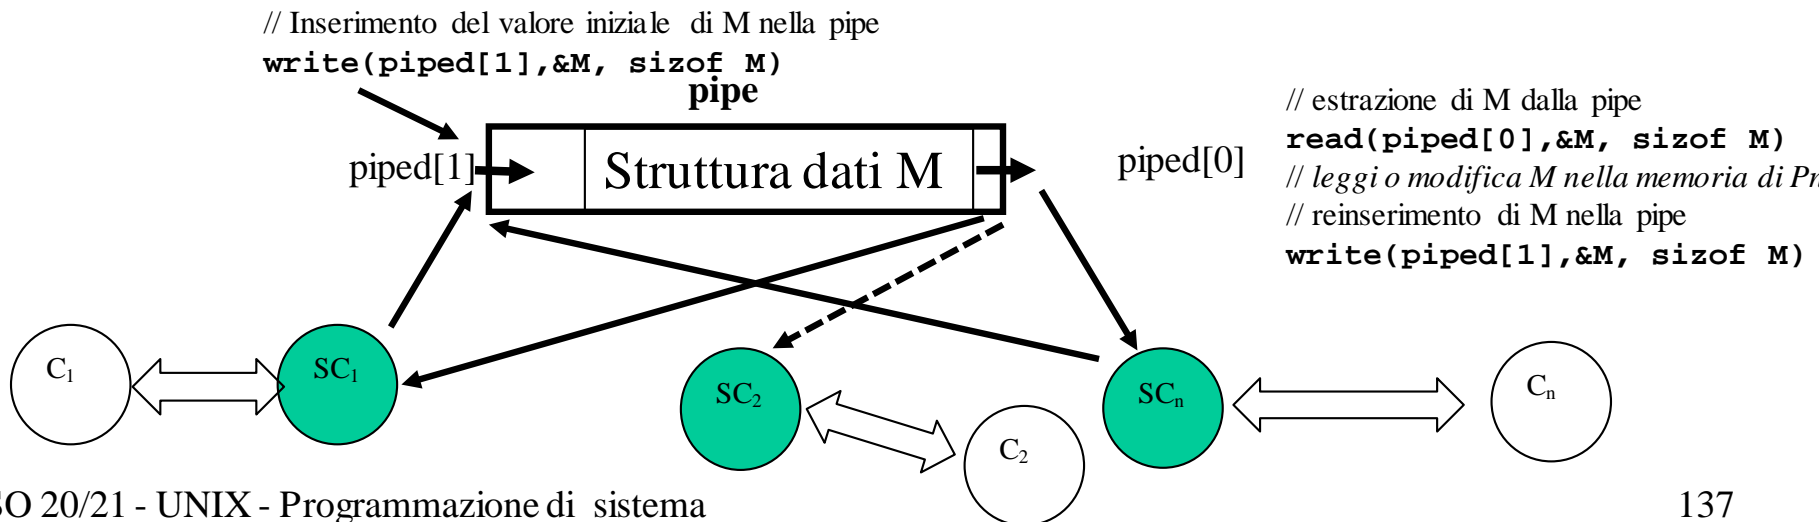 // Inserimento del valore iniziale di M nella pipe
write(piped[1],&M, sizof M)
pipe
// estrazione di M dalla pipe
read(piped[0],&M, sizof M)
// leggi o modifica M nella memoria di
// reinserimento di M nella pipe
write(piped[1],&M, sizof M)
piped[1]
Struttura dati M
piped[0]
C1
SC1
SC2
C2
SCn
Cn
SO 20/21 - UNIX - Programmazione di sistema
137